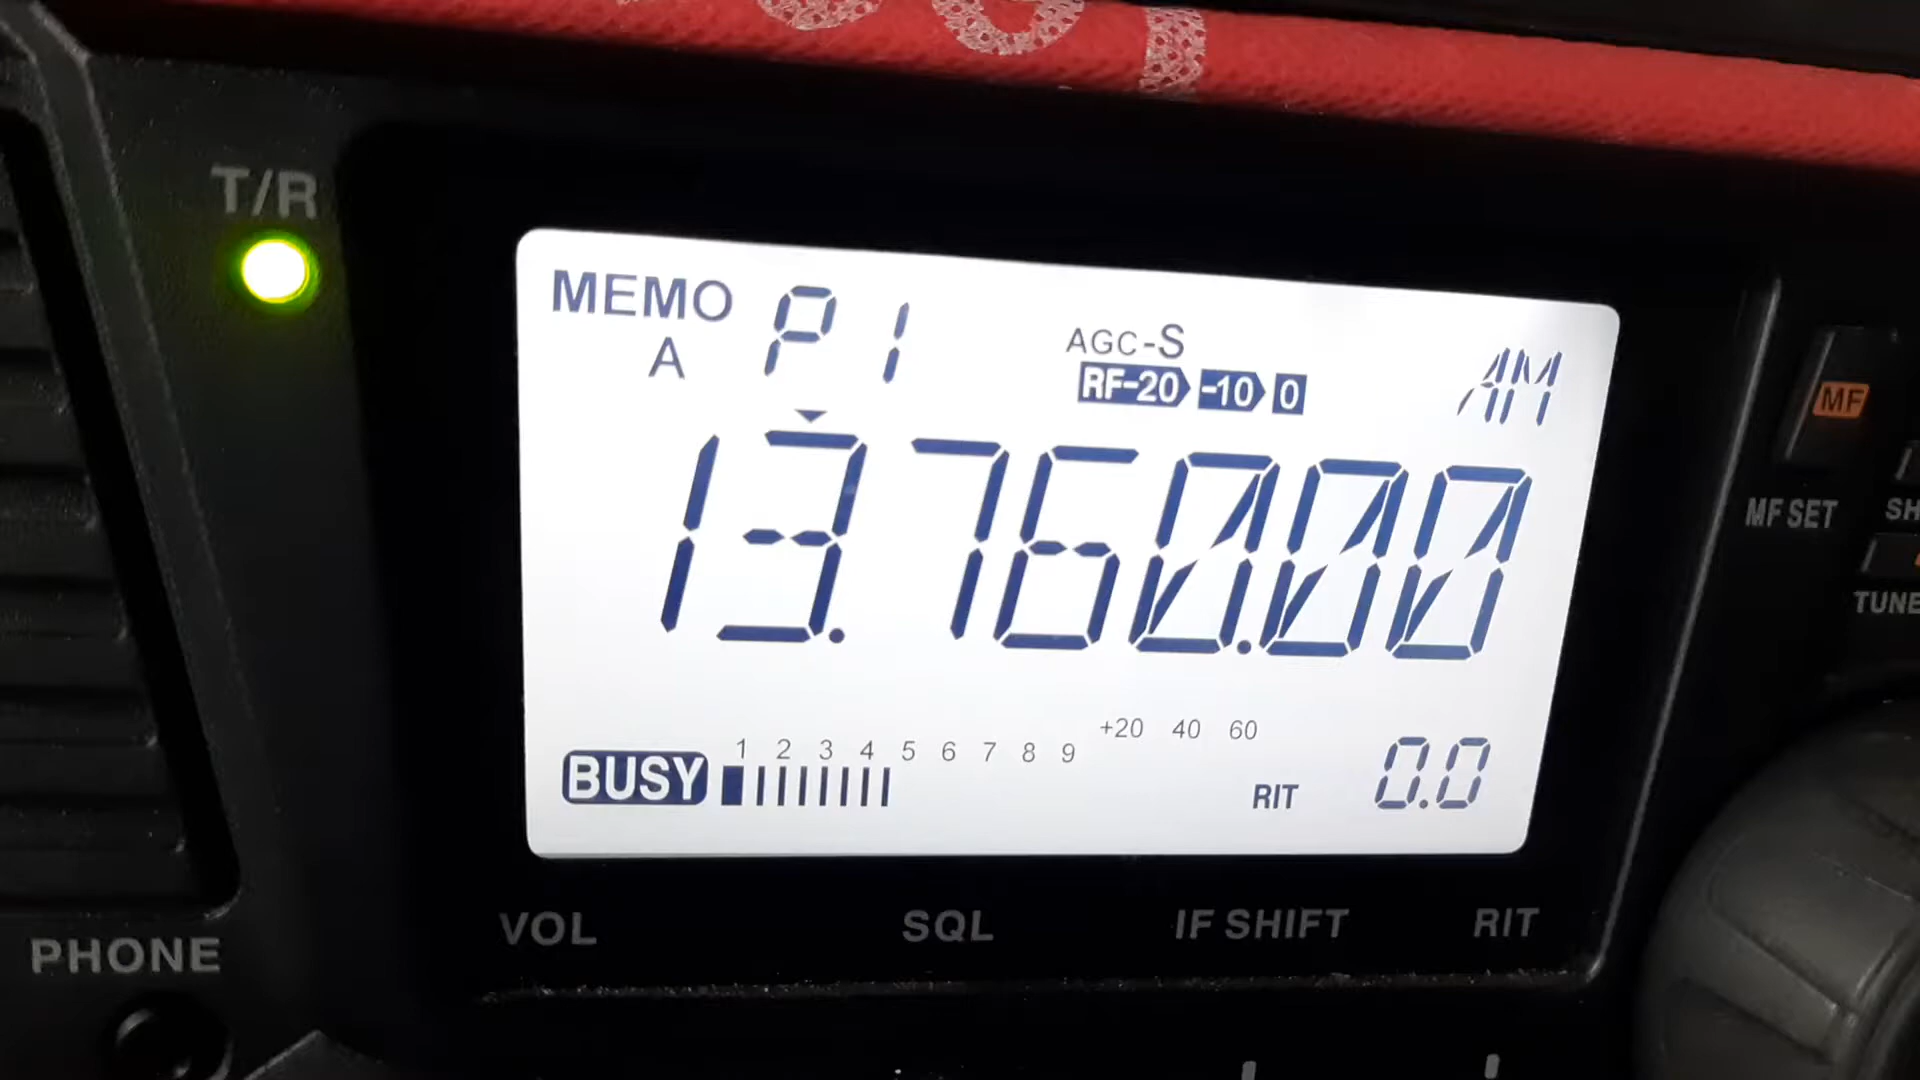 T/R
MEMO P1
A
AGC-S
RF-20 -10 0
AM
MF
13.760.00
MF SET
BUSY
1 2 3 4 5 6 7 8 9 +20 40 60
RIT 0.0
TUNE
VOL SQL IF SHIFT RIT
PHONE